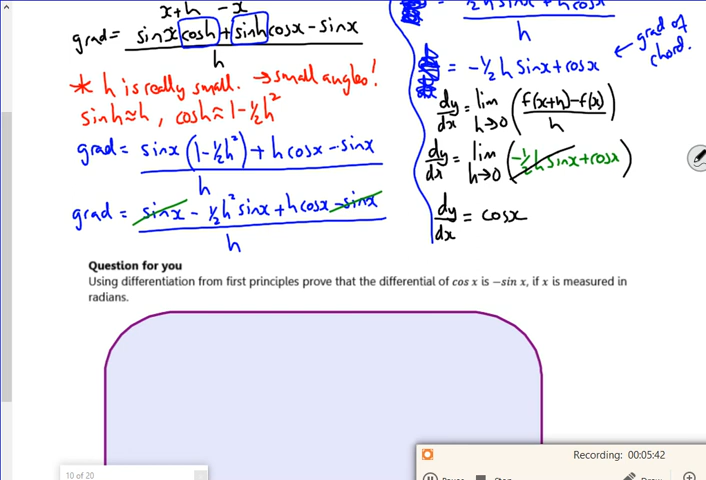 x+h - x
grad = sinx cosh + sinh cosx - sinx
h
* h is really small. → small angles!
sinh ≈ h, cosh ≈ 1 - ½h²
grad = sinx (1 - ½h²) + h cosx - sinx
h
grad = sinx - ½h² sinx + h cosx - sinx
h
h
= -½ h sinx + cosx
← grad of
chord.
dy/dx = lim h→0 (f(x+h) - f(x) / h)
dy/dx = lim h→0 (-½h sinx + cosx)
dy/dx = cosx
Question for you
Using differentiation from first principles prove that the differential of cos x is −sin x, if x is measured in
radians.
Recording: 00:05:42
10 of 20